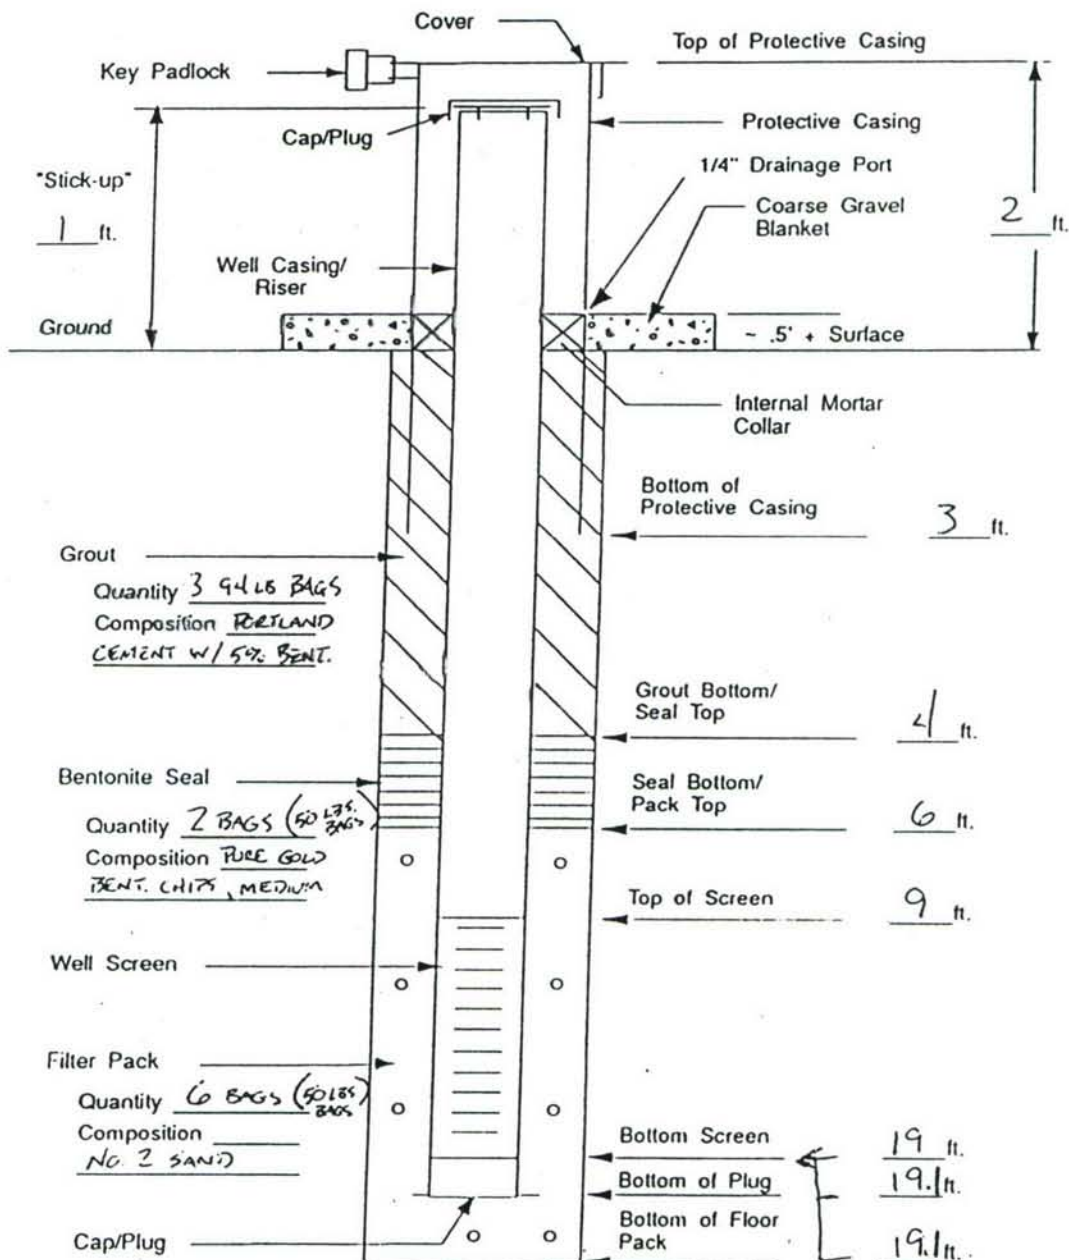 Cover
Top of Protective Casing
Key Padlock
Cap/Plug
Protective Casing
"Stick-up"
1 ft.
1/4" Drainage Port
Coarse Gravel
Blanket
2 ft.
Well Casing/
Riser
Ground
~ .5' + Surface
Internal Mortar
Collar
Bottom of
Protective Casing
3 ft.
Grout
Quantity 3 94 LB BAGS
Composition PORTLAND
CEMENT W/ 5% BENT.
Grout Bottom/
Seal Top
4 ft.
Bentonite Seal
Quantity 2 BAGS (50 LBS. BAGS)
Composition PURE GOLD
BENT. CHIPS, MEDIUM
Seal Bottom/
Pack Top
6 ft.
Top of Screen
9 ft.
Well Screen
Filter Pack
Quantity 6 BAGS (50 LBS BAGS)
Composition
NO. 2 SAND
Bottom Screen
19 ft.
Bottom of Plug
19.1 ft.
Cap/Plug
Bottom of Floor
Pack
19.1 ft.